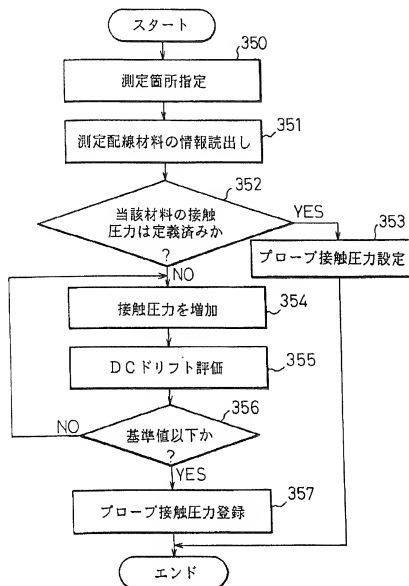 スタート
350
測定箇所指定
351
測定配線材料の情報読出し
352
当該材料の接触
圧力は定義済みか
?
YES
353
プローブ接触圧力設定
NO
354
接触圧力を増加
355
DCドリフト評価
356
NO
基準値以下か
?
YES
357
プローブ接触圧力登録
エンド